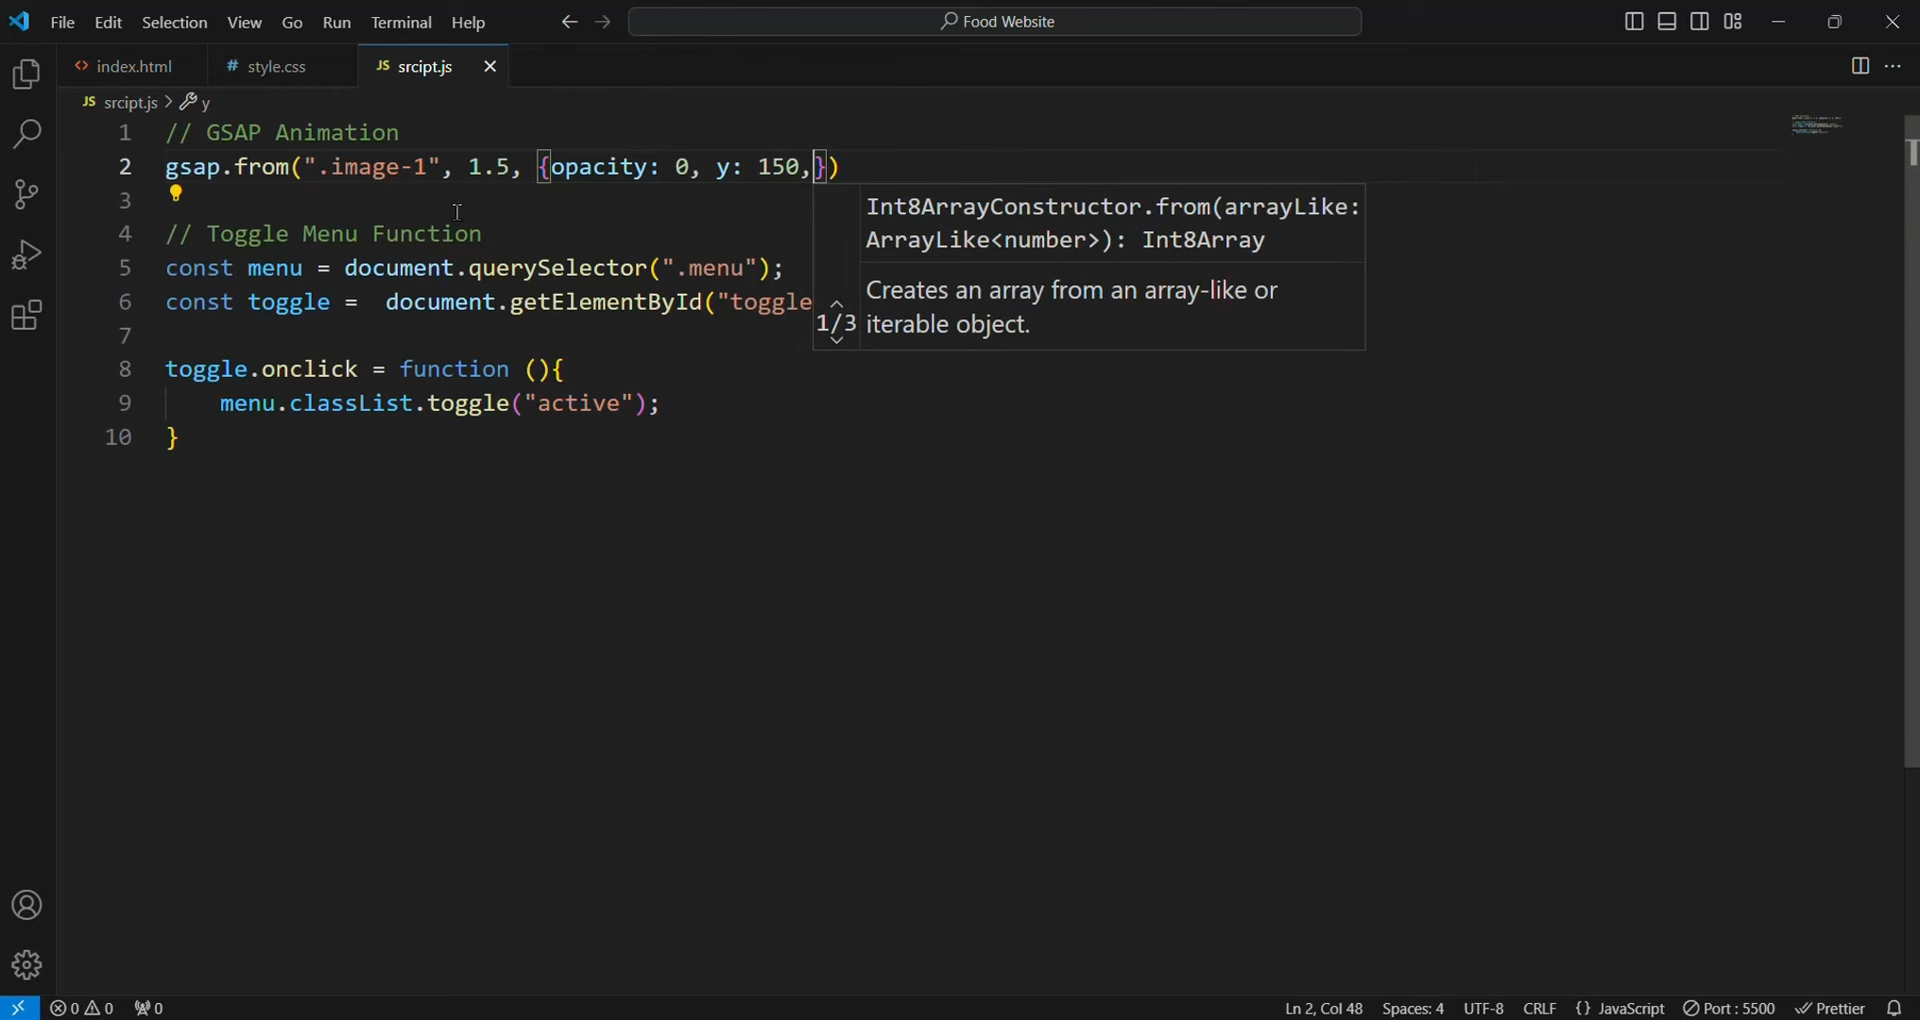 File Edit Selection View Go Run Terminal Help Food Website
index.html # style.css JS srcipt.js
JS srcipt.js > y
1 // GSAP Animation
2 gsap.from(".image-1", 1.5, {opacity: 0, y: 150,})
3
4 // Toggle Menu Function
5 const menu = document.querySelector(".menu");
6 const toggle =  document.getElementById("toggle
7
8 toggle.onclick = function (){
9     menu.classList.toggle("active");
10 }
Int8ArrayConstructor.from(arrayLike:
ArrayLike<number>): Int8Array
1/3
Creates an array from an array-like or
iterable object.
0 0 0 Ln 2, Col 48 Spaces: 4 UTF-8 CRLF {} JavaScript Port : 5500 Prettier